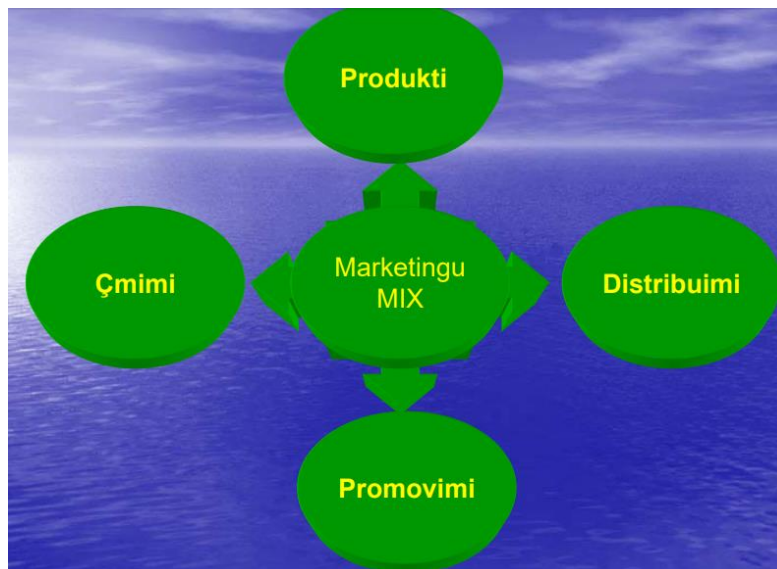 Produkti
Çmimi
Marketingu
MIX
Distribuimi
Promovimi